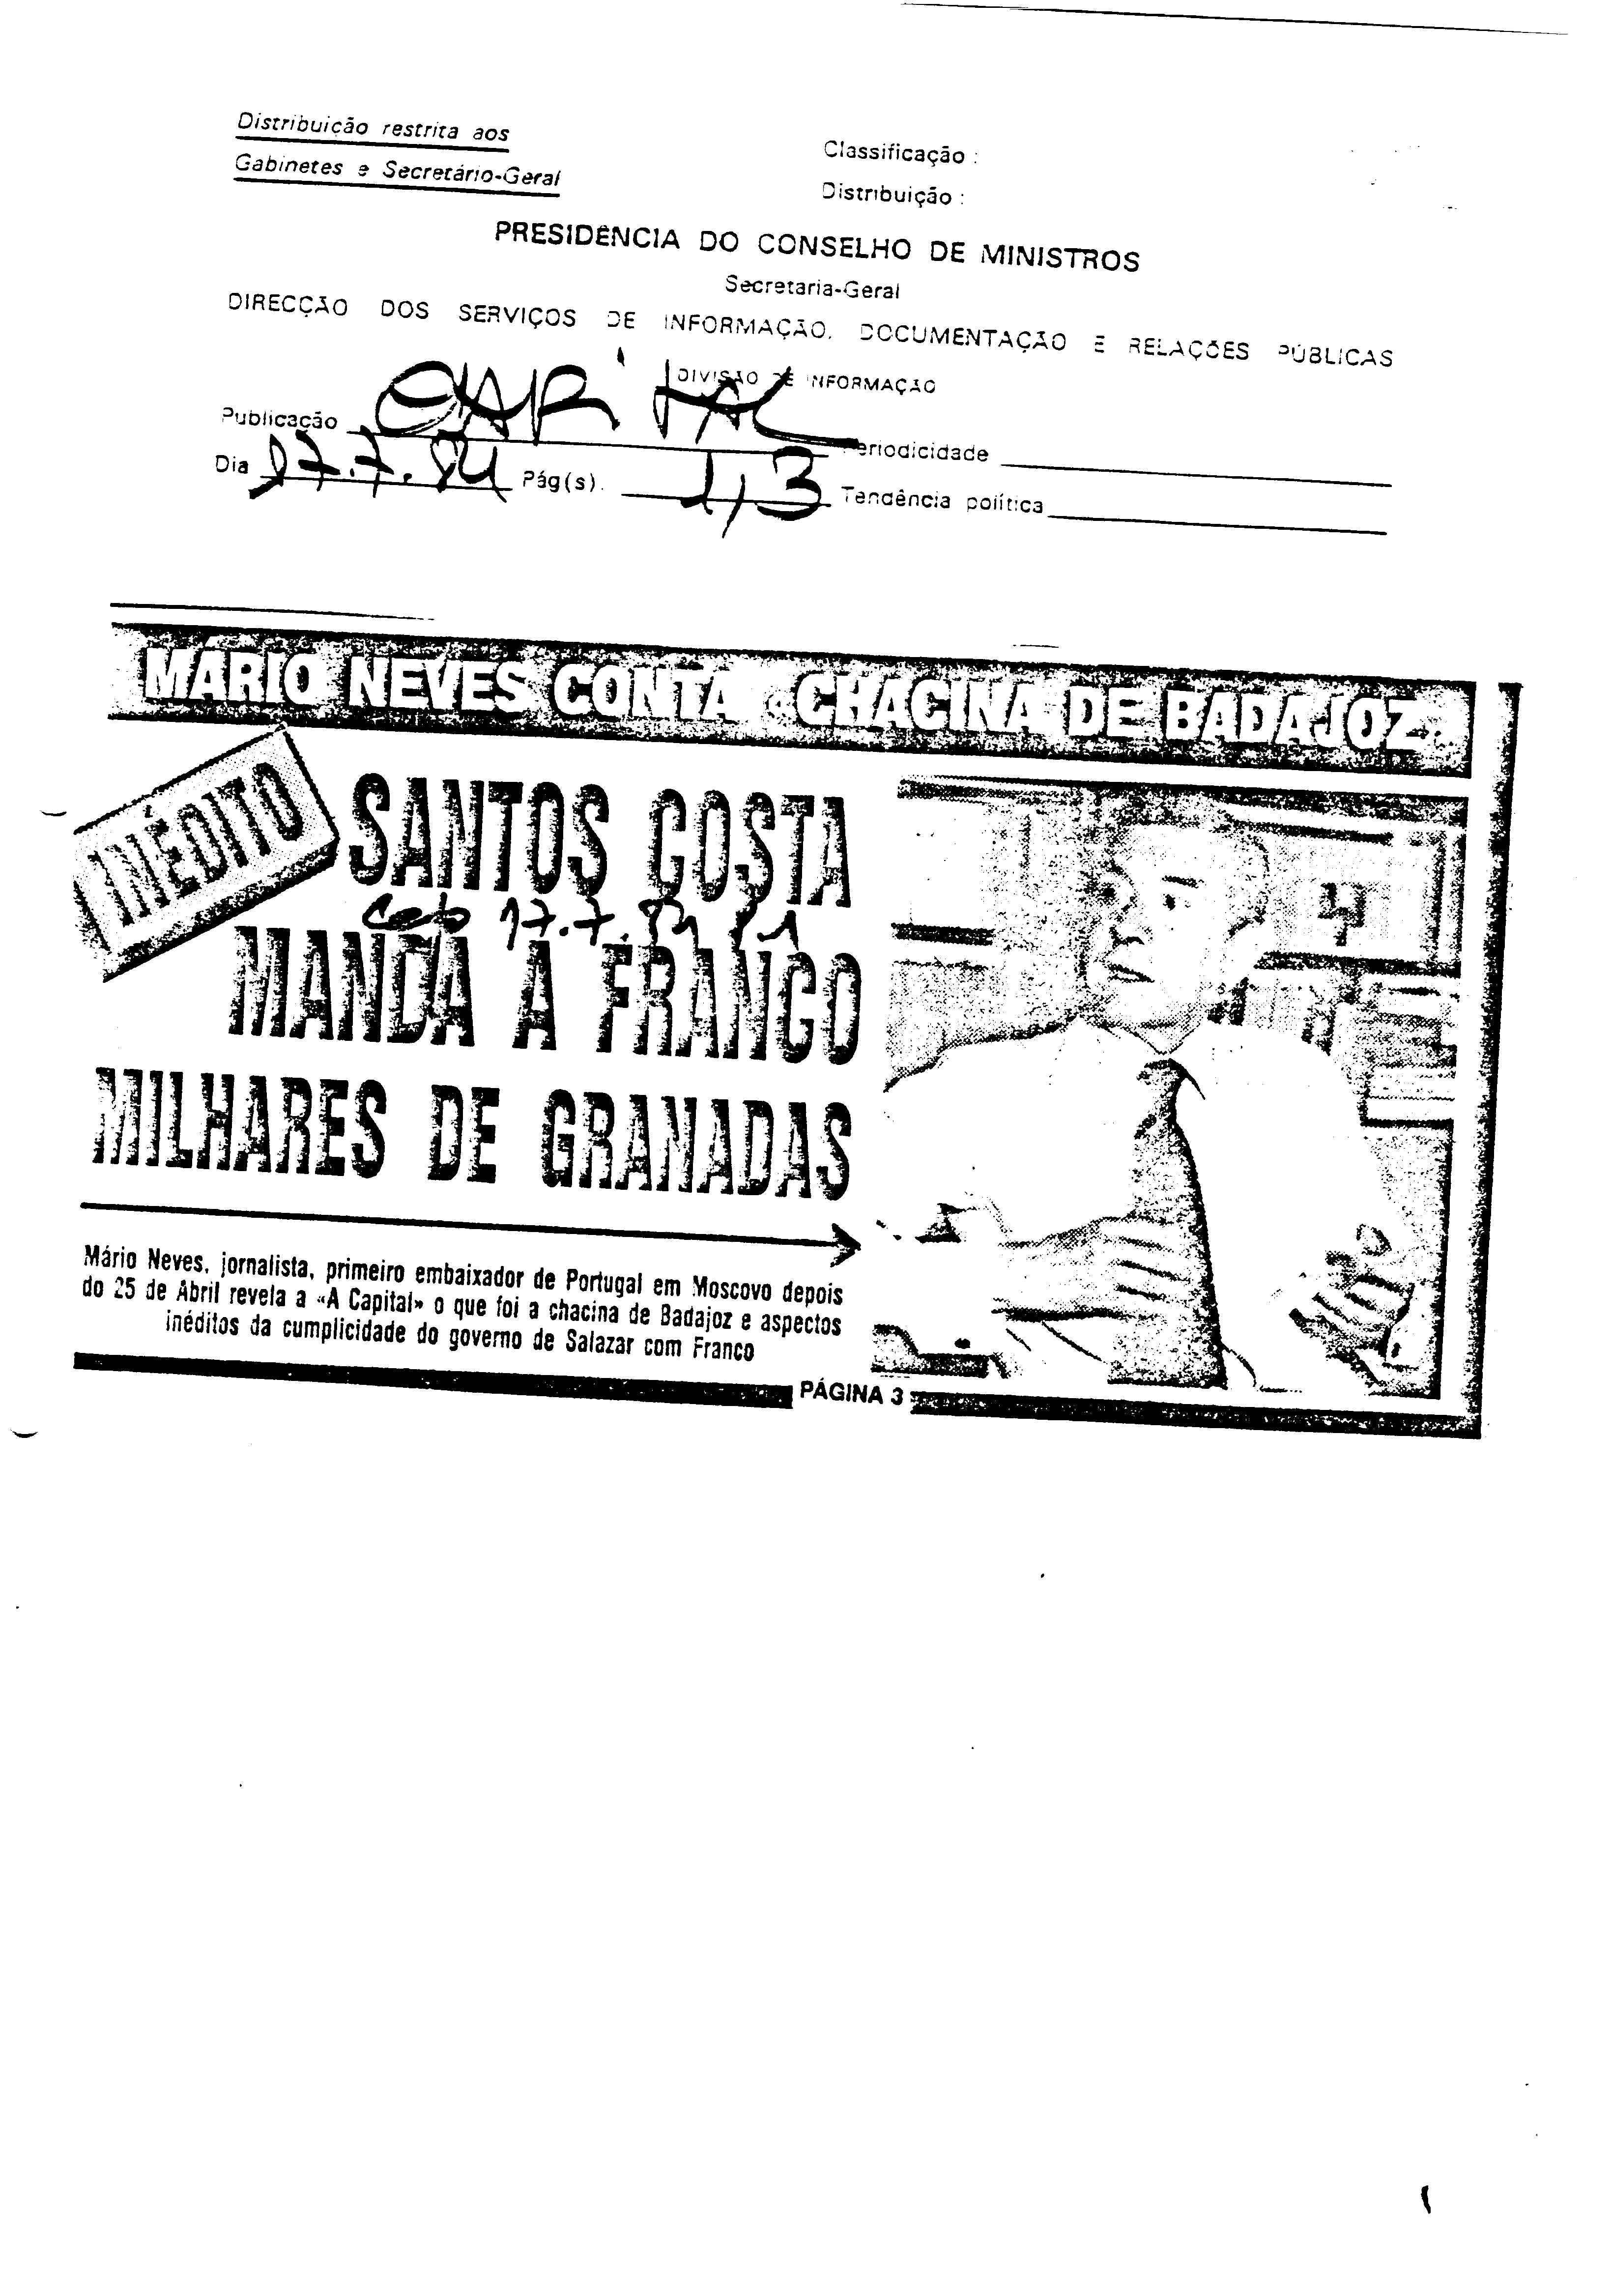 Distribuição restrita aos
Gabinetes e Secretário-Geral
Classificação :
Distribuição :
PRESIDÊNCIA DO CONSELHO DE MINISTROS
Secretaria-Geral
DIRECÇÃO DOS SERVIÇOS DE INFORMAÇÃO, DOCUMENTAÇÃO E RELAÇÕES PÚBLICAS
DIVISÃO DE INFORMAÇÃO
Publicação CAPITAL Periodicidade
Dia 17.7.84 Pág(s). 1,3 Tendência política
MÁRIO NEVES CONTA «CHACINA DE BADAJOZ»
INÉDITO
SANTOS COSTA
17.7.84
MANDA A FRANCO
MILHARES DE GRANADAS
Mário Neves, jornalista, primeiro embaixador de Portugal em Moscovo depois
do 25 de Abril revela a «A Capital» o que foi a chacina de Badajoz e aspectos
inéditos da cumplicidade do governo de Salazar com Franco
PÁGINA 3